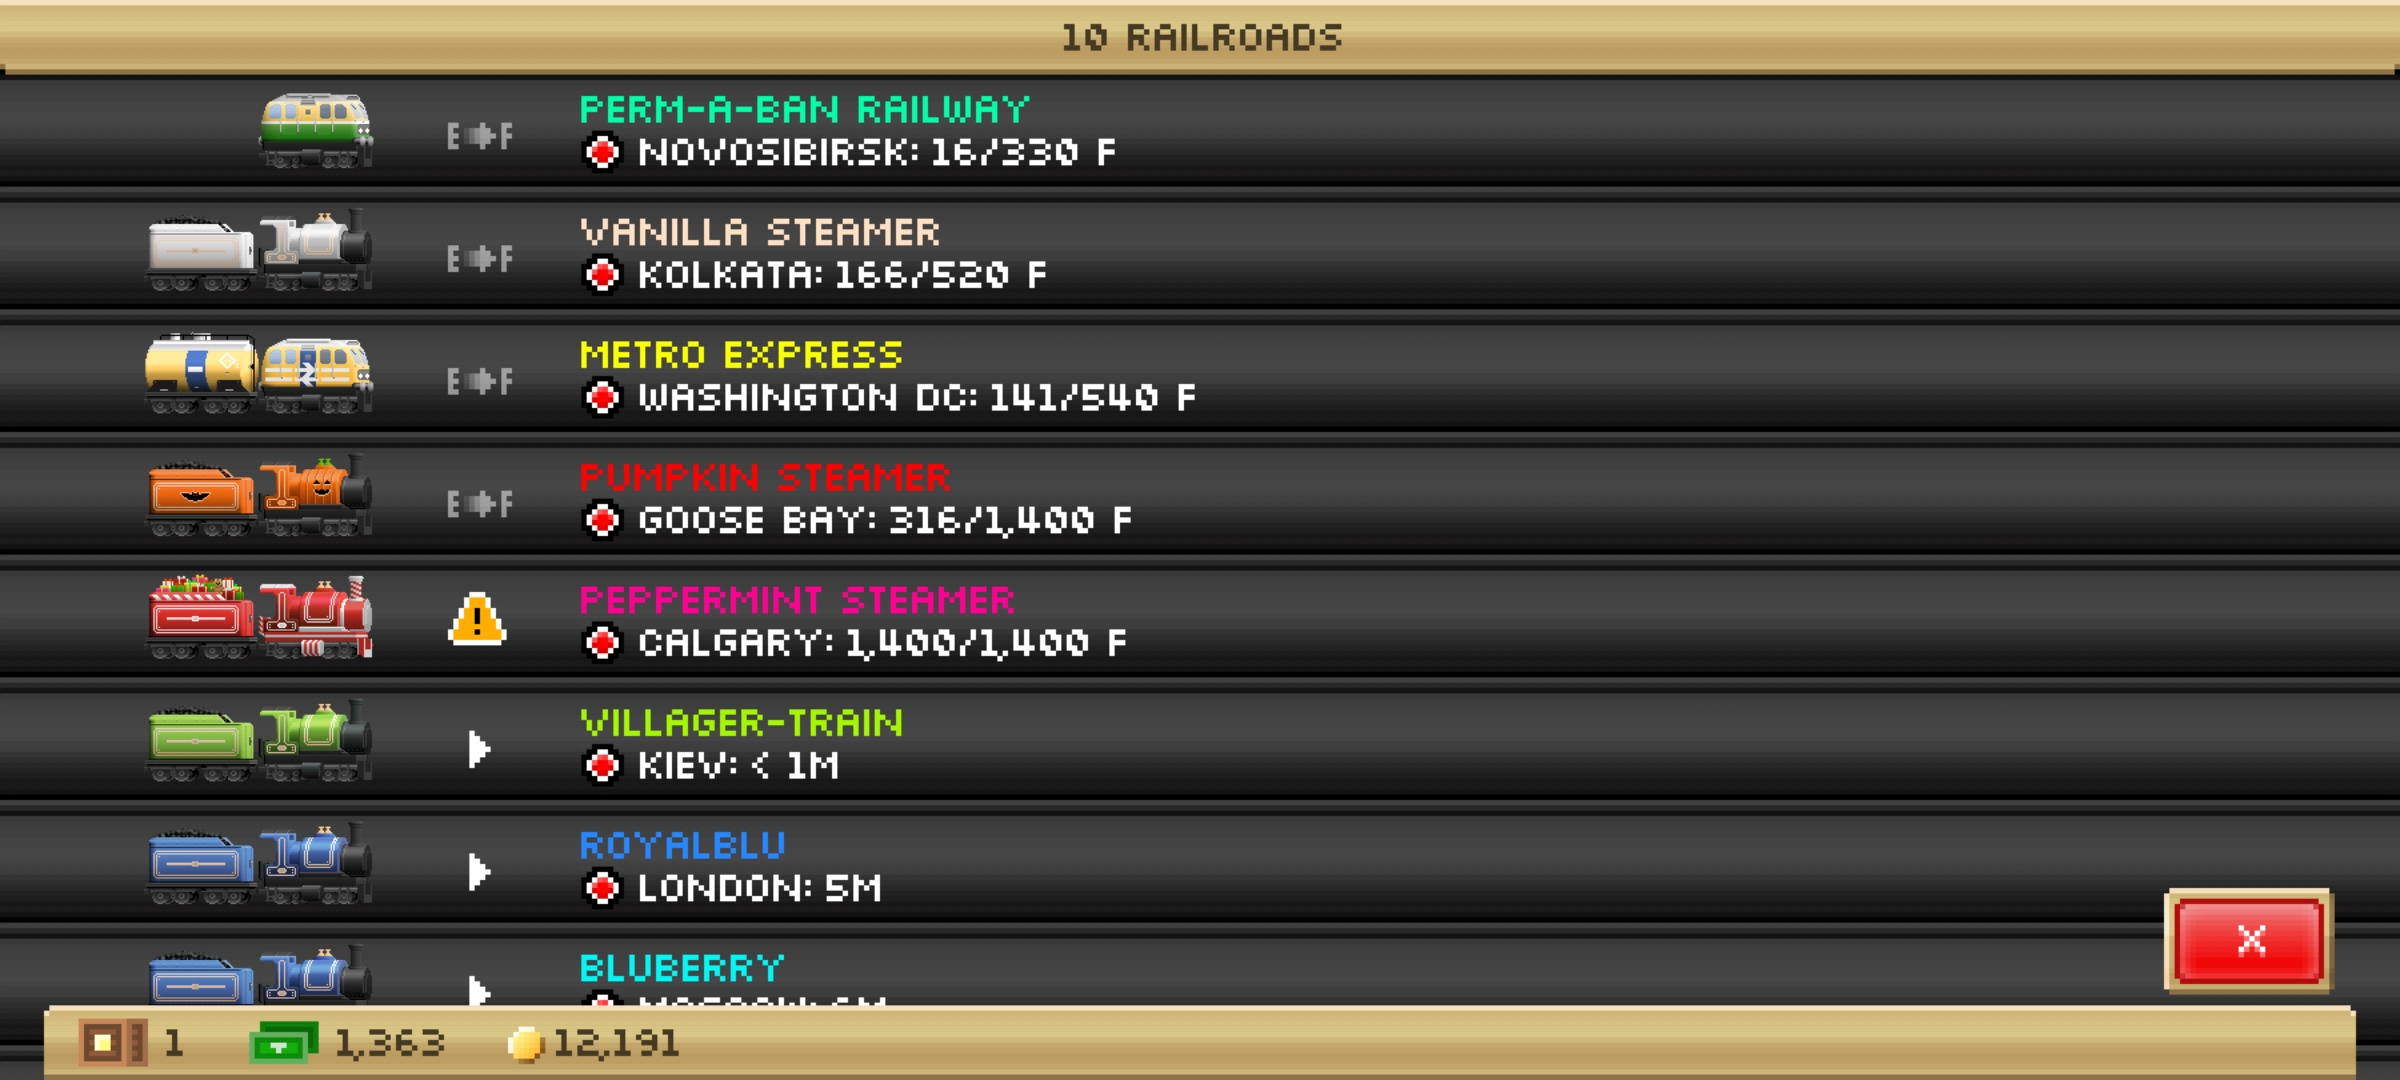 10 RAILROADS
PERM-A-BAN RAILWAY
E F
NOVOSIBIRSK: 16/330 F
VANILLA STEAMER
E F
KOLKATA: 166/520 F
METRO EXPRESS
E F
WASHINGTON DC: 141/540 F
PUMPKIN STEAMER
E F
GOOSE BAY: 316/1,400 F
PEPPERMINT STEAMER
!
CALGARY: 1,400/1,400 F
VILLAGER-TRAIN
KIEV: < 1M
ROYALBLU
LONDON: 5M
X
BLUBERRY
1 1,363 12,191